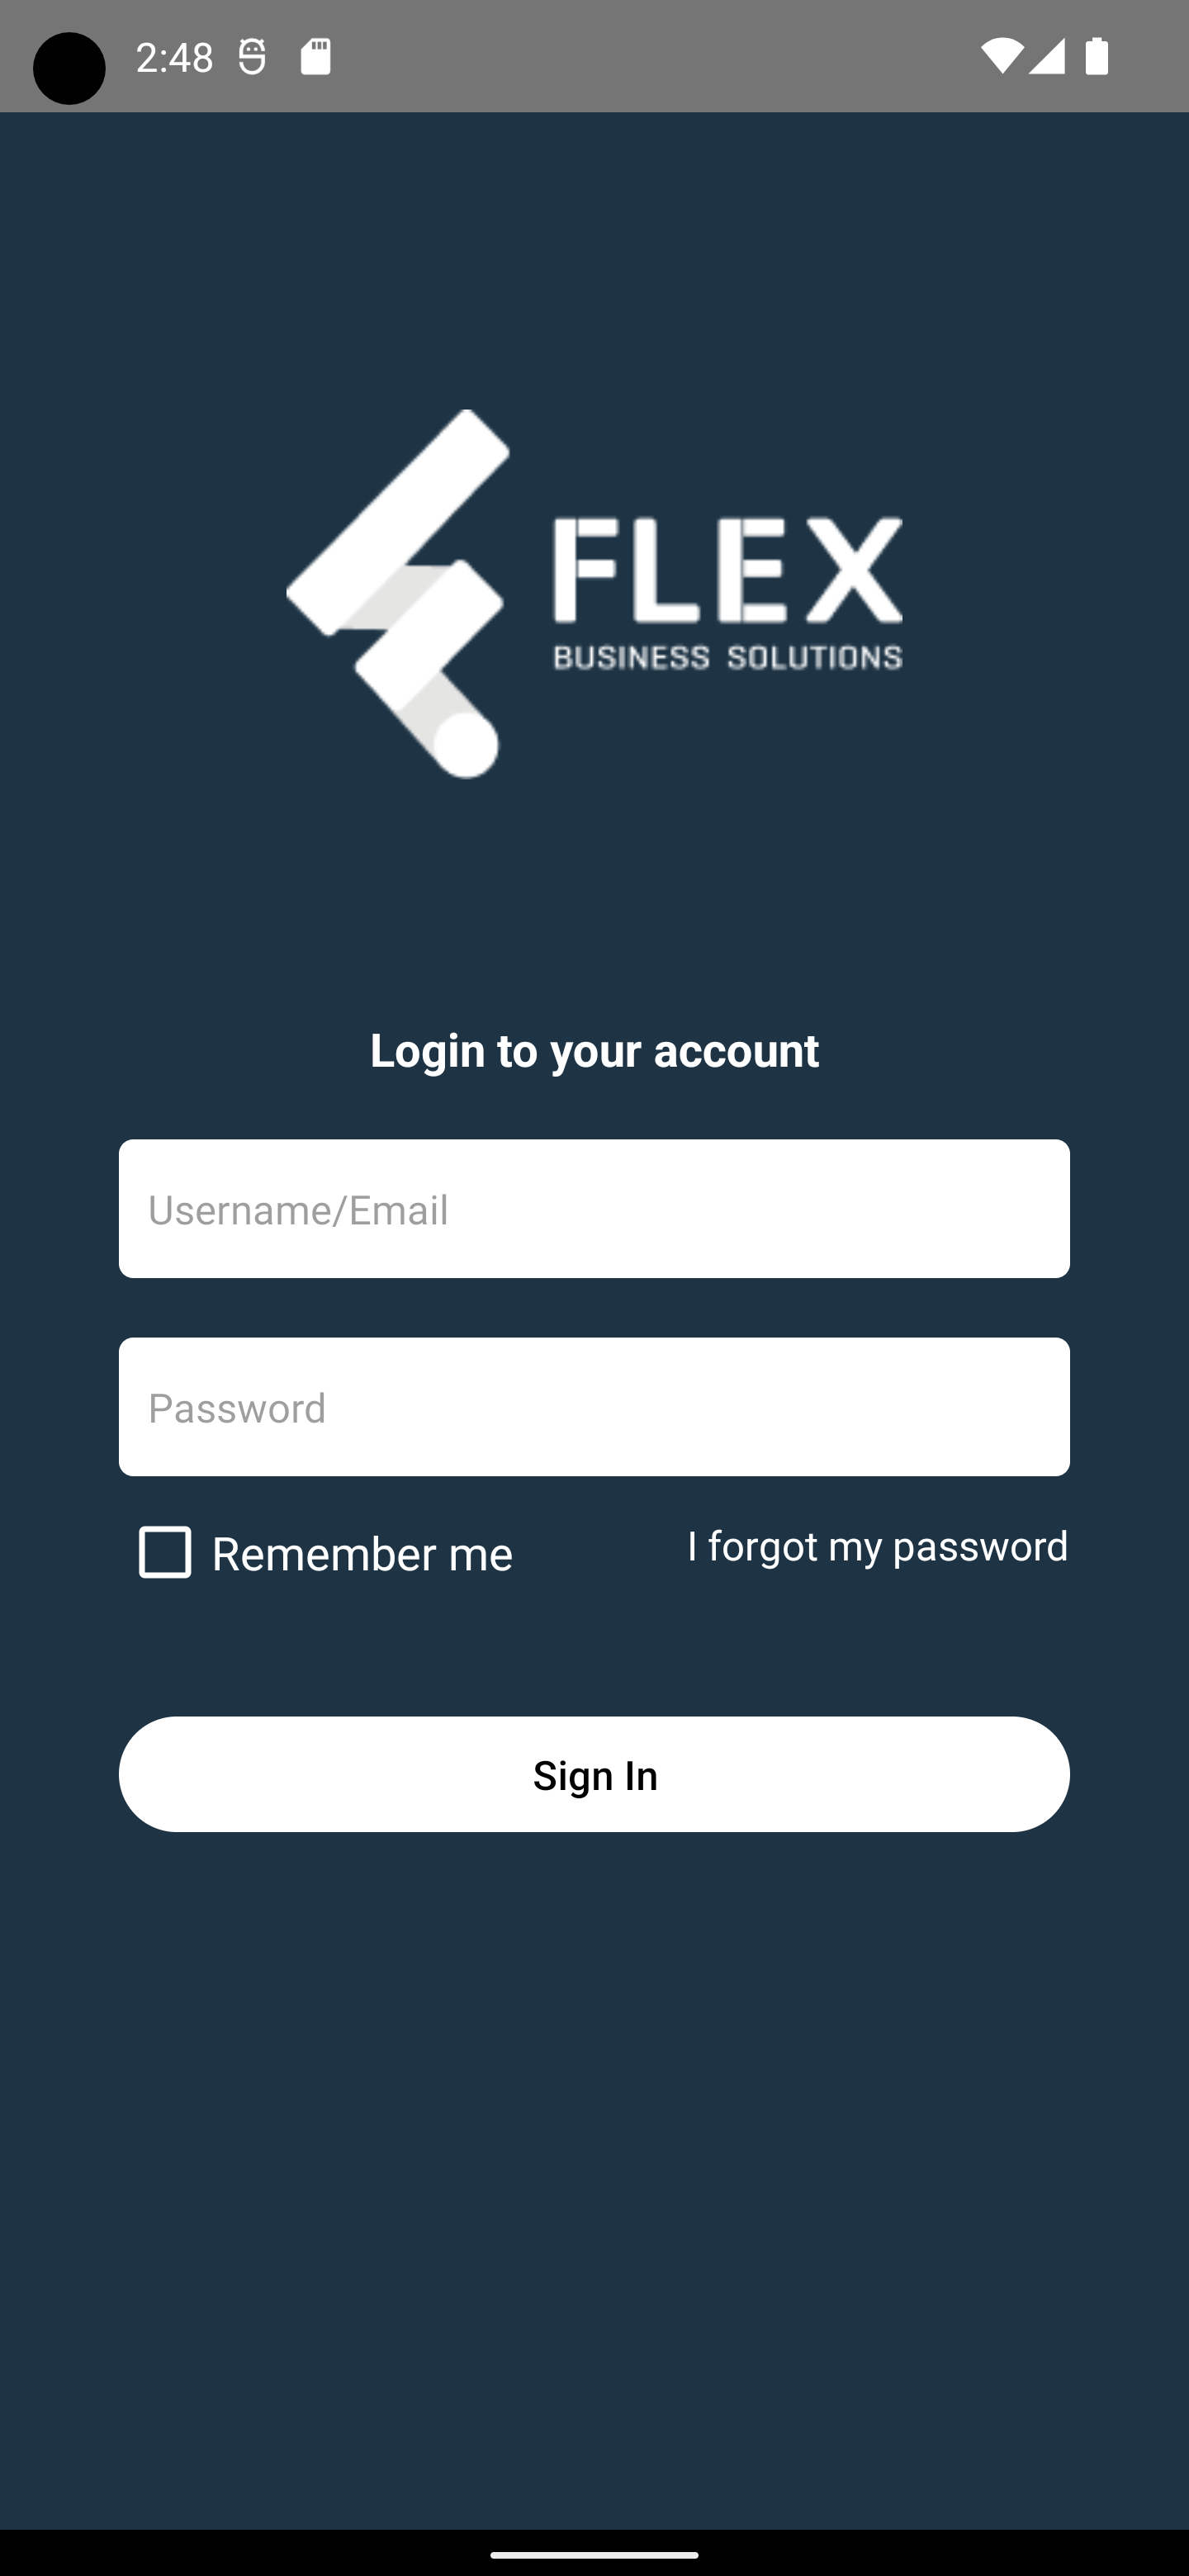 2:48
FLEX
BUSINESS SOLUTIONS
Login to your account
Username/Email
Password
Remember me
I forgot my password
Sign In